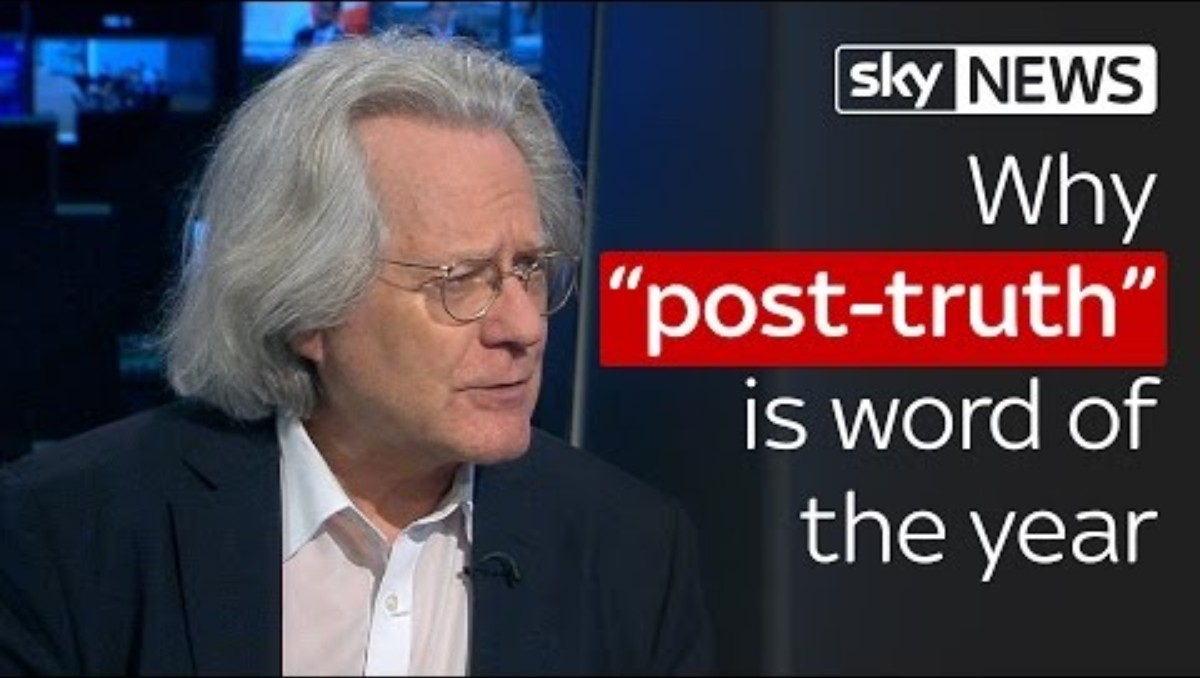 sky NEWS
Why
“post-truth”
is word of
the year